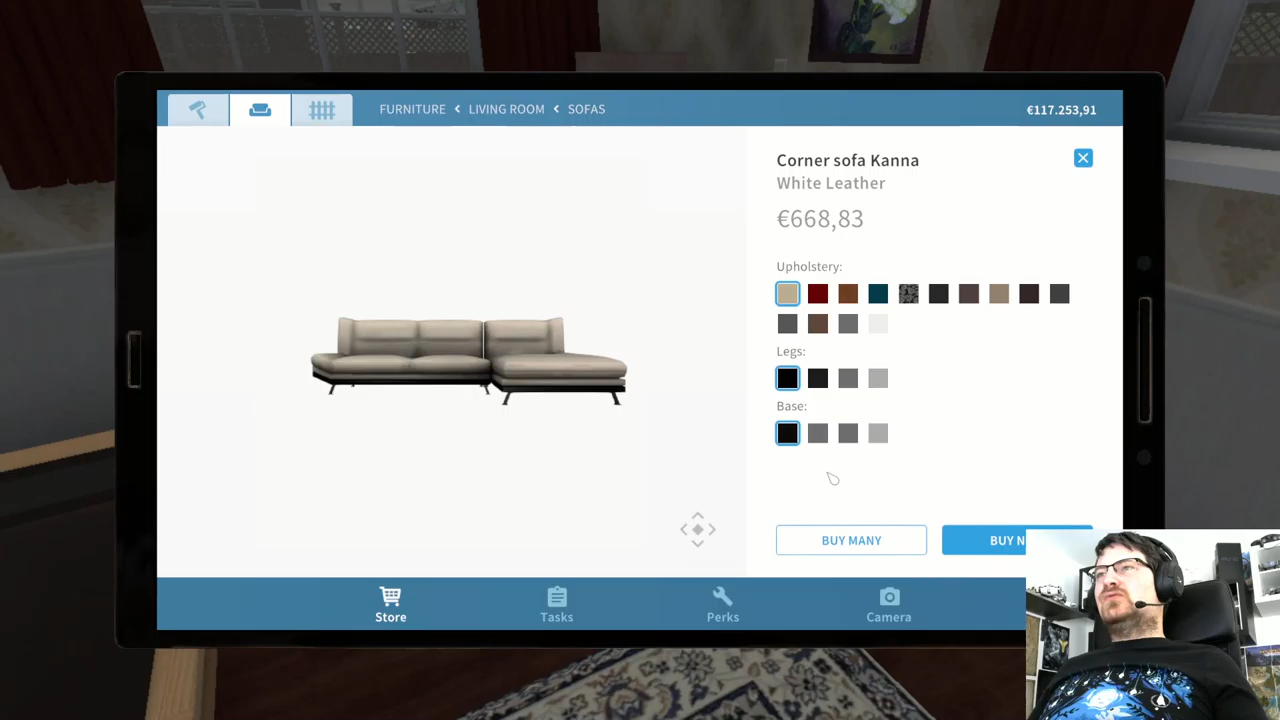 FURNITURE < LIVING ROOM < SOFAS
€117.253,91
Corner sofa Kanna
White Leather
€668,83
Upholstery:
Legs:
Base:
BUY MANY
BUY N
Store
Tasks
Perks
Camera